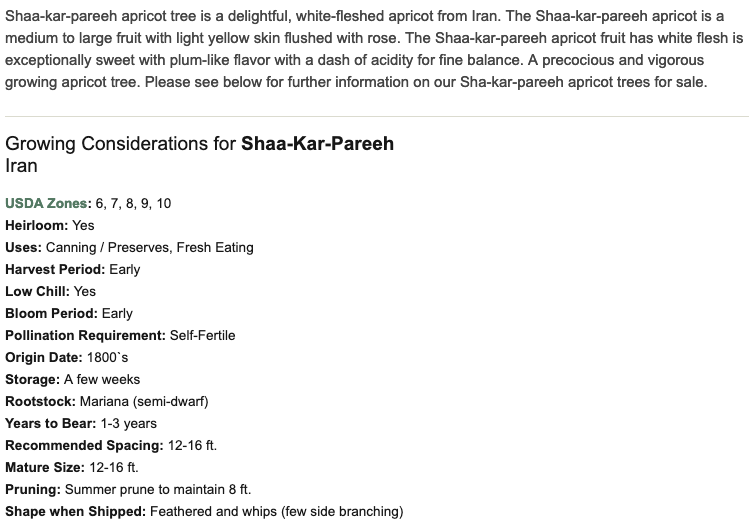 Shaa-kar-pareeh apricot tree is a delightful, white-fleshed apricot from Iran. The Shaa-kar-pareeh apricot is a
medium to large fruit with light yellow skin flushed with rose. The Shaa-kar-pareeh apricot fruit has white flesh is
exceptionally sweet with plum-like flavor with a dash of acidity for fine balance. A precocious and vigorous
growing apricot tree. Please see below for further information on our Sha-kar-pareeh apricot trees for sale.
Growing Considerations for Shaa-Kar-Pareeh
Iran
USDA Zones: 6, 7, 8, 9, 10
Heirloom: Yes
Uses: Canning / Preserves, Fresh Eating
Harvest Period: Early
Low Chill: Yes
Bloom Period: Early
Pollination Requirement: Self-Fertile
Origin Date: 1800`s
Storage: A few weeks
Rootstock: Mariana (semi-dwarf)
Years to Bear: 1-3 years
Recommended Spacing: 12-16 ft.
Mature Size: 12-16 ft.
Pruning: Summer prune to maintain 8 ft.
Shape when Shipped: Feathered and whips (few side branching)